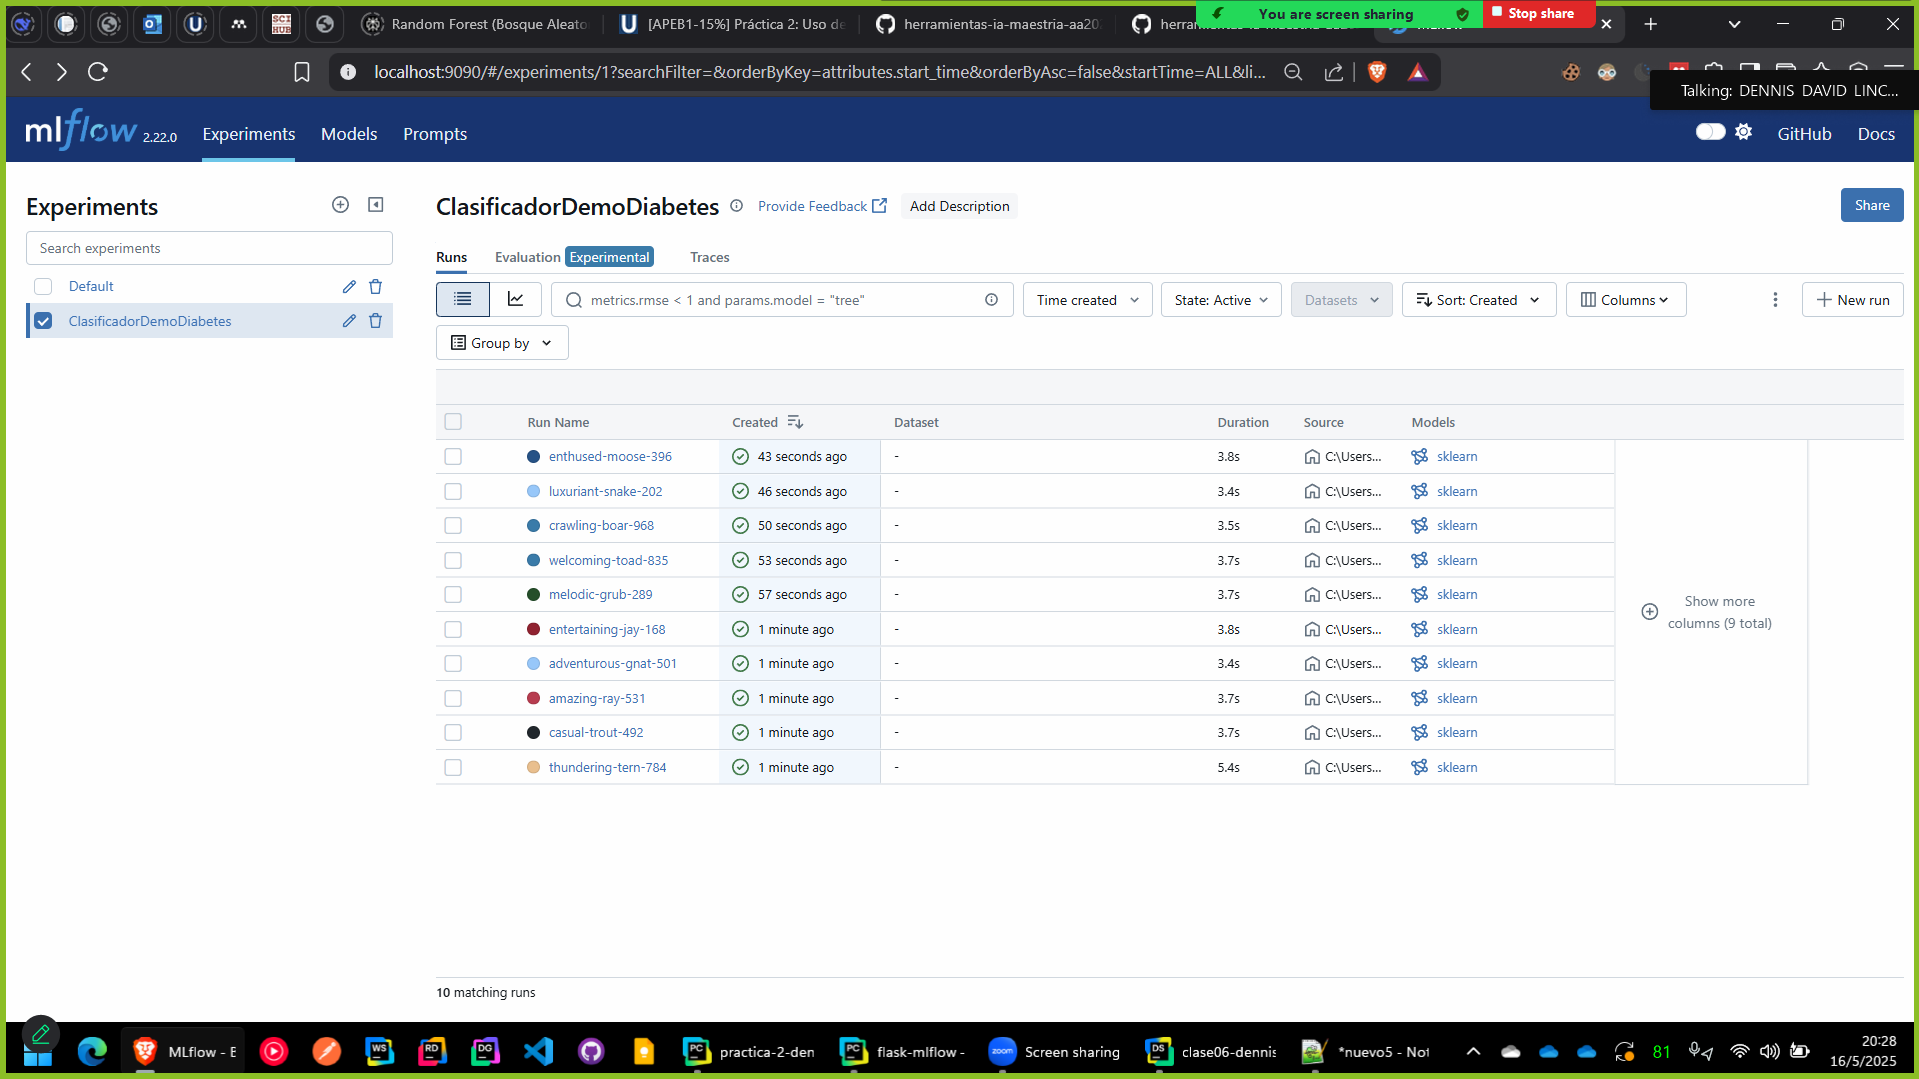 Random Forest (Bosque Aleato
[APEB1-15%] Práctica 2: Uso de
herramientas-ia-maestria-aa20
You are screen sharing
Stop share
localhost:9090/#/experiments/1?searchFilter=&orderByKey=attributes.start_time&orderByAsc=false&startTime=ALL&li...
Talking: DENNIS DAVID LINC...
mlflow 2.22.0
Experiments
Models
Prompts
GitHub
Docs
Experiments
Search experiments
Default
ClasificadorDemoDiabetes
ClasificadorDemoDiabetes
Provide Feedback
Add Description
Share
Runs
Evaluation
Experimental
Traces
metrics.rmse < 1 and params.model = "tree"
Time created
State: Active
Datasets
Sort: Created
Columns
New run
Group by
Run Name Created Dataset Duration Source Models
enthused-moose-396 43 seconds ago - 3.8s C:\Users... sklearn
luxuriant-snake-202 46 seconds ago - 3.4s C:\Users... sklearn
crawling-boar-968 50 seconds ago - 3.5s C:\Users... sklearn
welcoming-toad-835 53 seconds ago - 3.7s C:\Users... sklearn
melodic-grub-289 57 seconds ago - 3.7s C:\Users... sklearn
entertaining-jay-168 1 minute ago - 3.8s C:\Users... sklearn
adventurous-gnat-501 1 minute ago - 3.4s C:\Users... sklearn
amazing-ray-531 1 minute ago - 3.7s C:\Users... sklearn
casual-trout-492 1 minute ago - 3.7s C:\Users... sklearn
thundering-tern-784 1 minute ago - 5.4s C:\Users... sklearn
Show more
columns (9 total)
10 matching runs
MLflow - E
practica-2-den
flask-mlflow -
Screen sharing
clase06-dennis
*nuevo5 - Not
81
20:28
16/5/2025